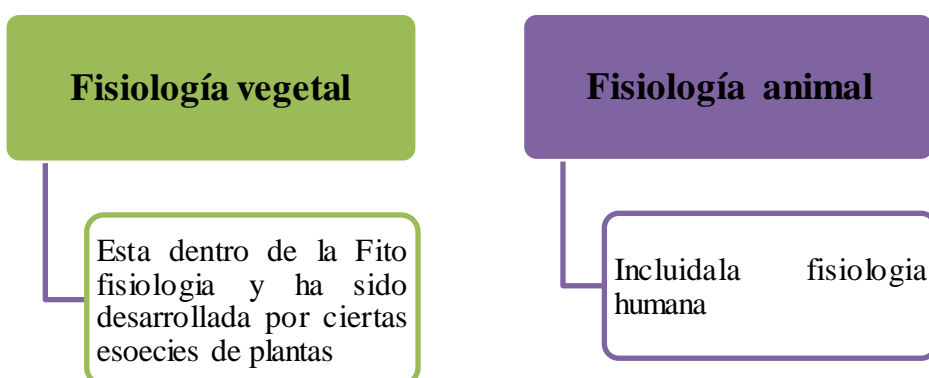 Fisiología vegetal
Esta dentro de la Fito
fisiologia y ha sido
desarrollada por ciertas
esoecies de plantas
Fisiología animal
Incluidala fisiologia
humana